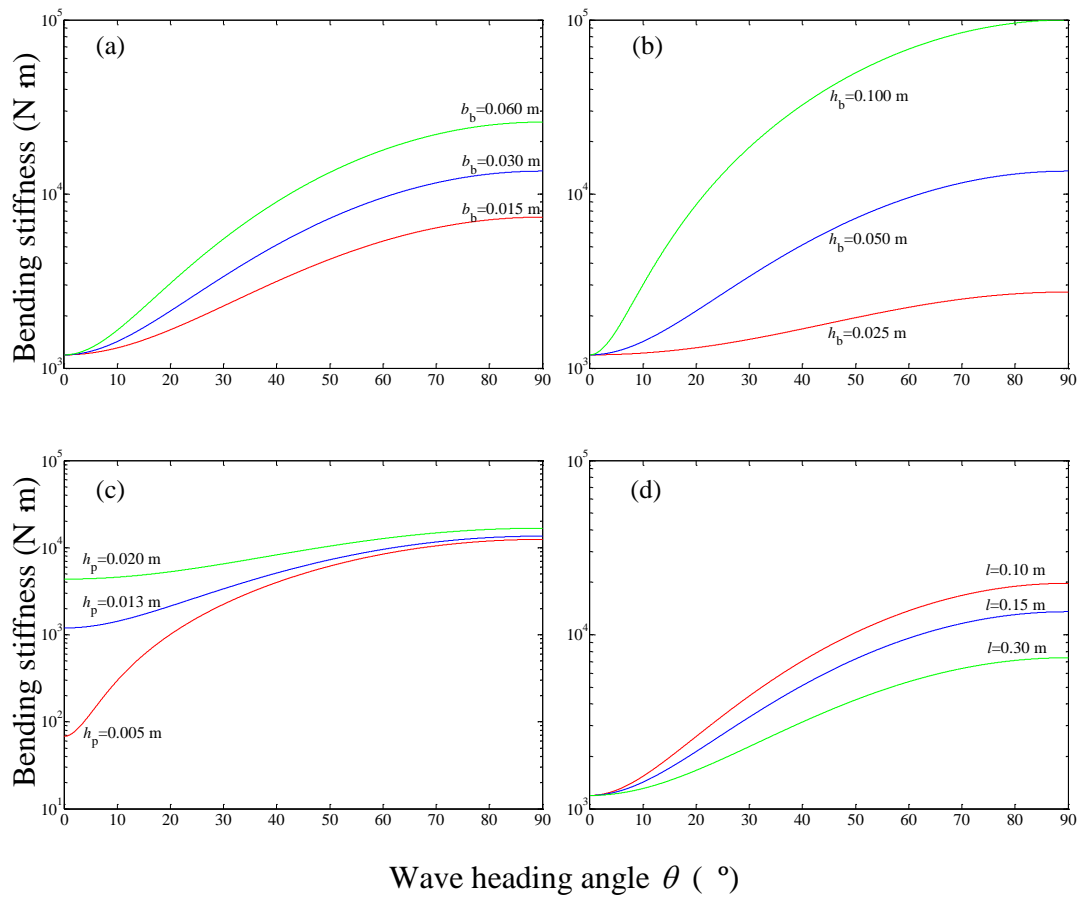 (a)
Bending stiffness (N·m)
10^5
10^4
10^3
b_b=0.060 m
b_b=0.030 m
b_b=0.015 m
0 10 20 30 40 50 60 70 80 90
(b)
10^5
10^4
10^3
h_b=0.100 m
h_b=0.050 m
h_b=0.025 m
0 10 20 30 40 50 60 70 80 90
(c)
Bending stiffness (N·m)
10^5
10^4
10^3
10^2
10^1
h_p=0.020 m
h_p=0.013 m
h_p=0.005 m
0 10 20 30 40 50 60 70 80 90
(d)
10^5
10^4
10^3
l=0.10 m
l=0.15 m
l=0.30 m
0 10 20 30 40 50 60 70 80 90
Wave heading angle θ ( º)